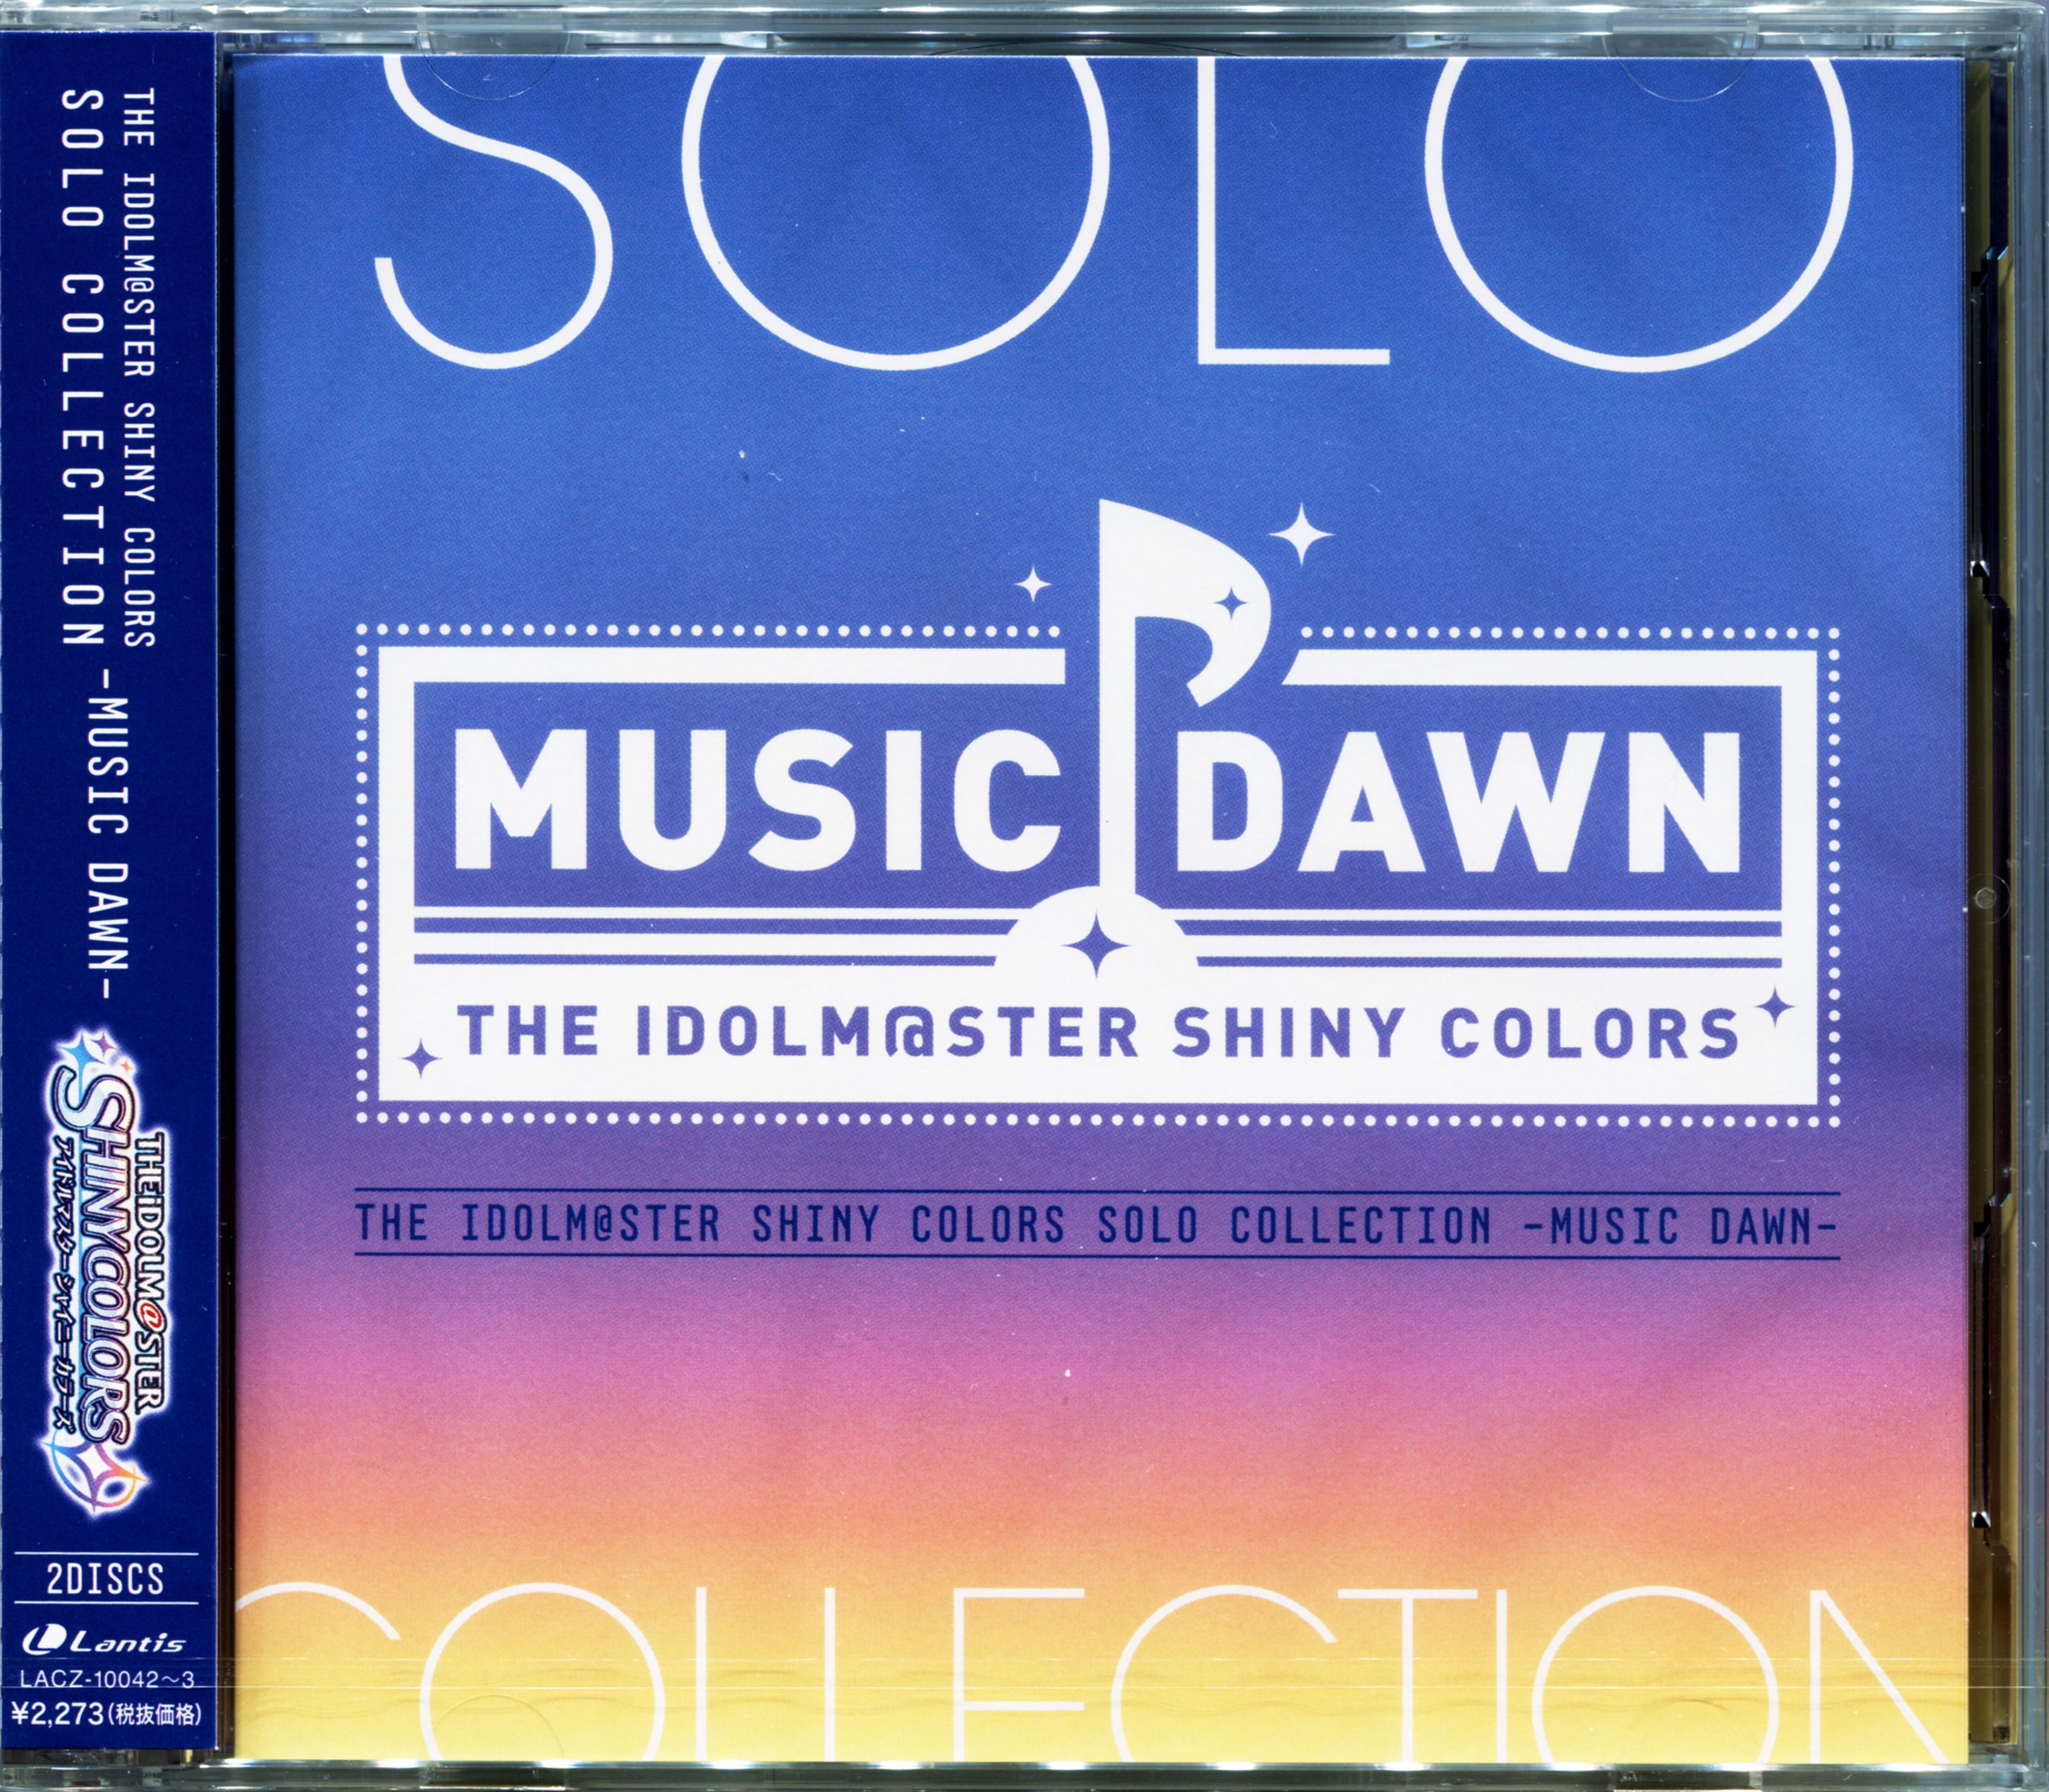 THE IDOLM@STER SHINY COLORS
SOLO COLLECTION -MUSIC DAWN-
THE iDOLM@STER
SHINYCOLORS
アイドルマスター シャイニーカラーズ
2DISCS
Lantis
LACZ-10042～3
¥2,273(税抜価格)
SOLO
MUSIC DAWN
THE IDOLM@STER SHINY COLORS
THE IDOLM@STER SHINY COLORS SOLO COLLECTION -MUSIC DAWN-
COLLECTION